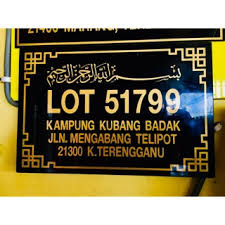 بسم الله الرحمن الرحيم
LOT 51799
KAMPUNG KUBANG BADAK
JLN. MENGABANG TELIPOT
21300 K.TERENGGANU